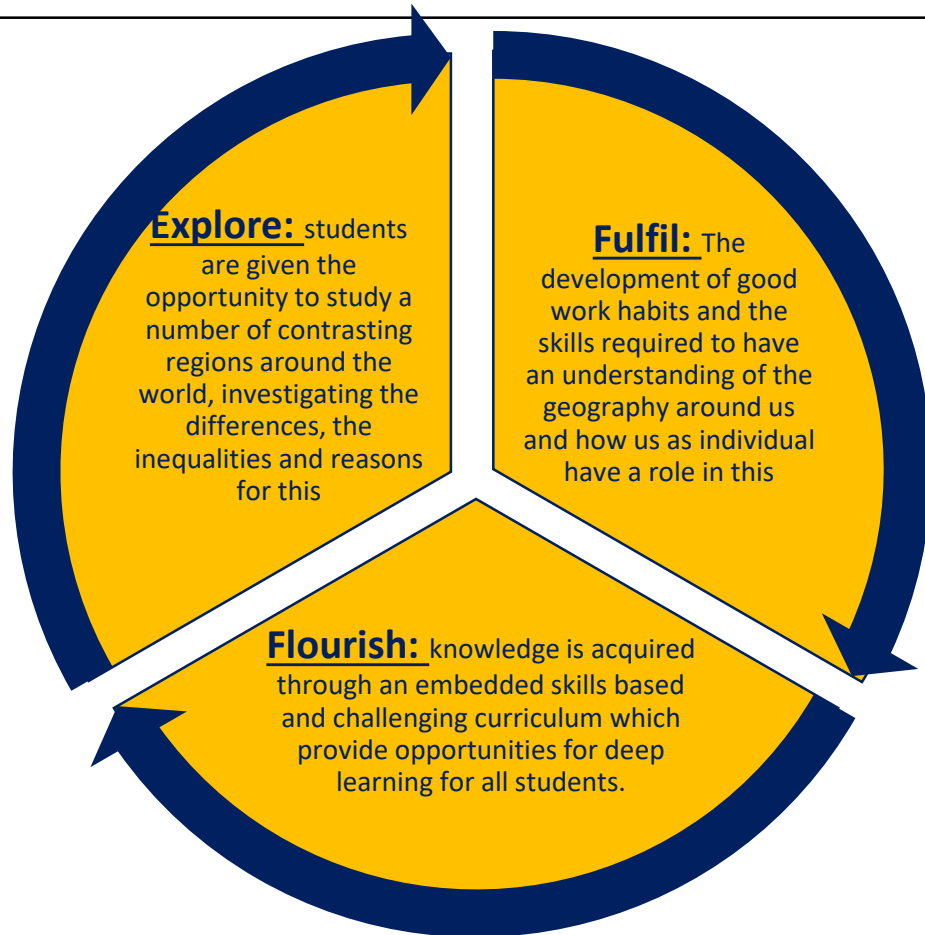 Explore: students
are given the
opportunity to study a
number of contrasting
regions around the
world, investigating the
differences, the
inequalities and reasons
for this
Fulfil: The
development of good
work habits and the
skills required to have
an understanding of the
geography around us
and how us as individual
have a role in this
Flourish: knowledge is acquired
through an embedded skills based
and challenging curriculum which
provide opportunities for deep
learning for all students.